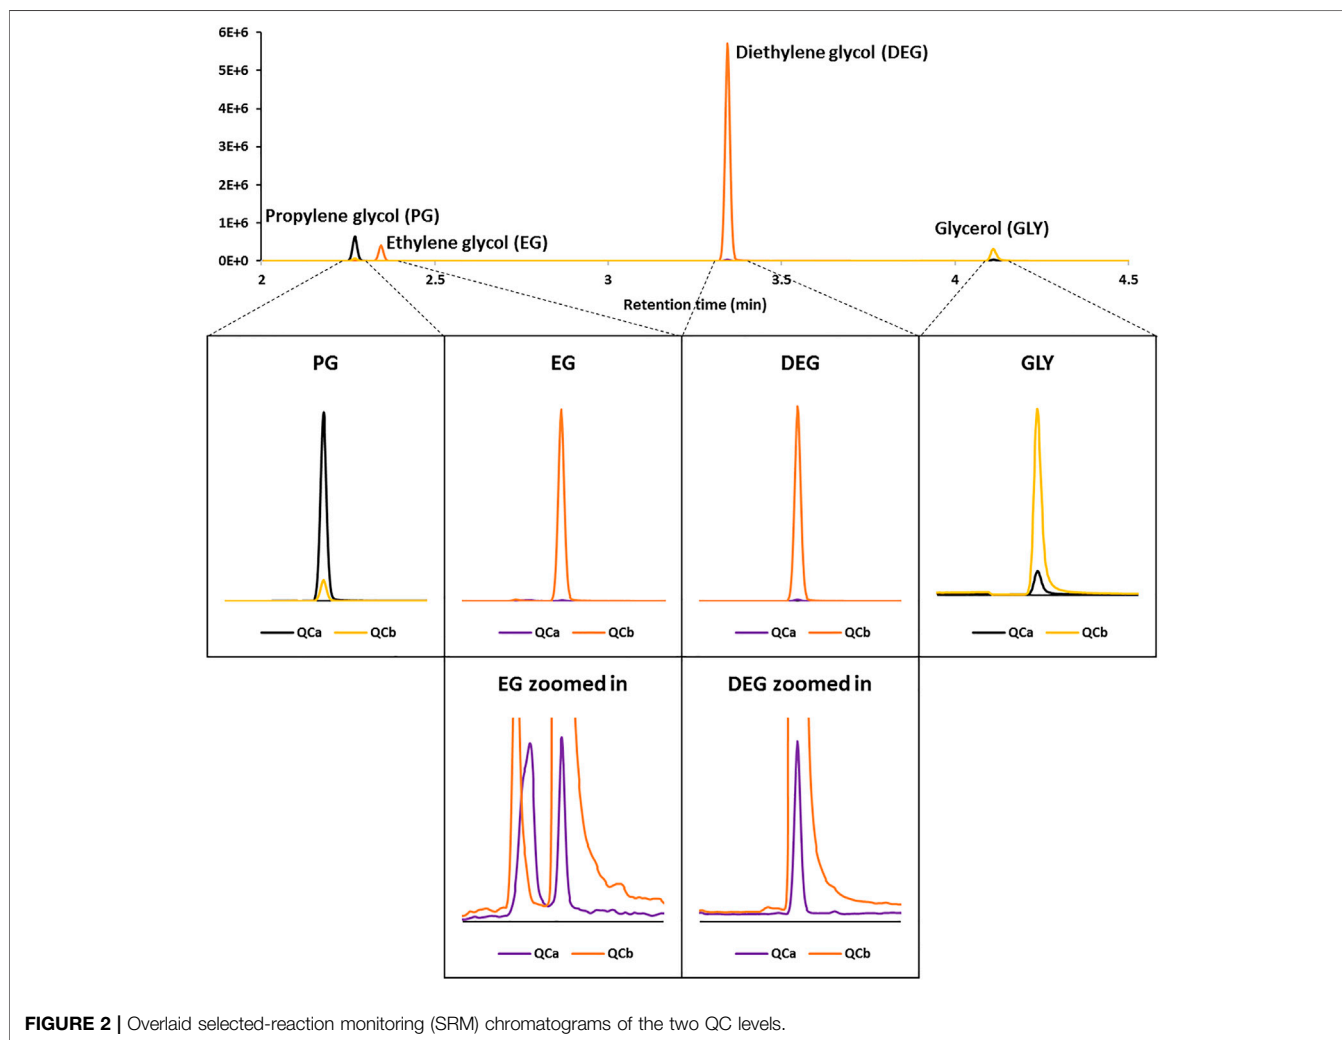 6E+6
5E+6
4E+6
3E+6
2E+6
1E+6
0E+0
Diethylene glycol (DEG)
Propylene glycol (PG)
Ethylene glycol (EG)
Glycerol (GLY)
2 2.5 3 3.5 4 4.5
Retention time (min)
PG EG DEG GLY
QCa QCb QCa QCb QCa QCb QCa QCb
EG zoomed in DEG zoomed in
QCa QCb QCa QCb
FIGURE 2 | Overlaid selected-reaction monitoring (SRM) chromatograms of the two QC levels.